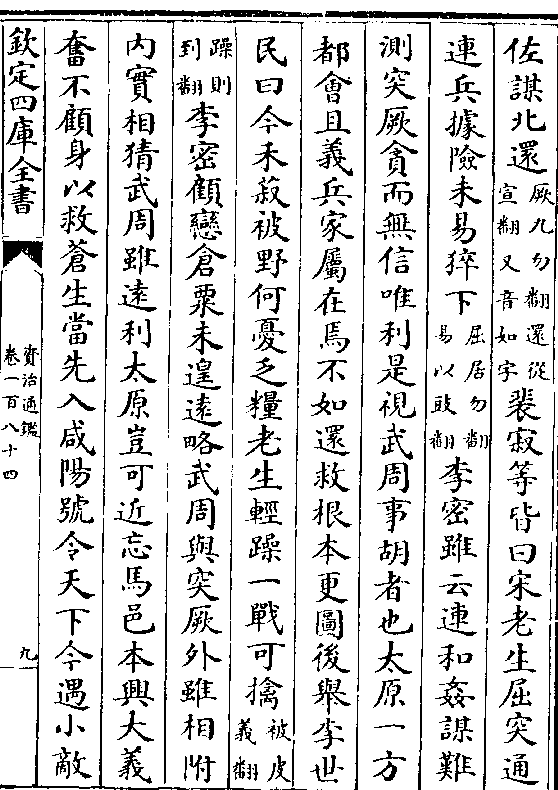 佐謀北還厥九勿翻還從宣翻又音如字裴寂等皆曰宋老生屈突通
連兵據險未易猝下屈居勿翻易以豉翻李密雖云連和姦謀難
測突厥貪而無信唯利是視武周事胡者也太原一方
都會且義兵家屬在焉不如還救根本更圖後舉李世
民曰今禾菽被野何憂乏糧老生輕躁一戰可擒被皮義翻
躁則到翻李密顧戀倉粟未遑遠略武周與突厥外雖相附
内實相猜武周雖遠利太原豈可近忘馬邑本興大義
奮不顧身以救蒼生當先入咸陽號令天下今遇小敵
欽定四庫全書
資治通鑑
卷一百八十四
九